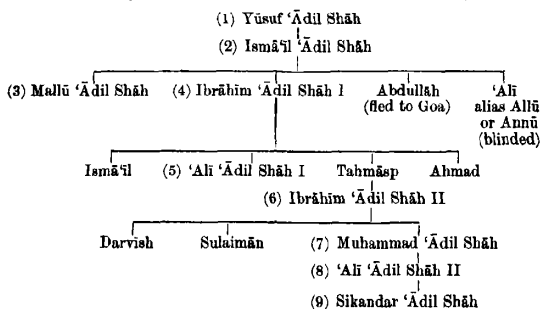 (1) Yūsuf ‘Ādil Shāh
(2) Ismā‘īl ‘Ādil Shāh
(3) Mallū ‘Ādil Shāh (4) Ibrāhīm ‘Ādil Shāh I Abdullāh ‘Alī
(fled to Goa) alias Allū
or Annū
(blinded)
Ismā‘īl (5) ‘Alī ‘Ādil Shāh I Tahmāsp Ahmad
(6) Ibrāhīm ‘Ādil Shāh II
Darvīsh Sulaimān (7) Muhammad ‘Ādil Shāh
(8) ‘Alī ‘Ādil Shāh II
(9) Sikandar ‘Ādil Shāh